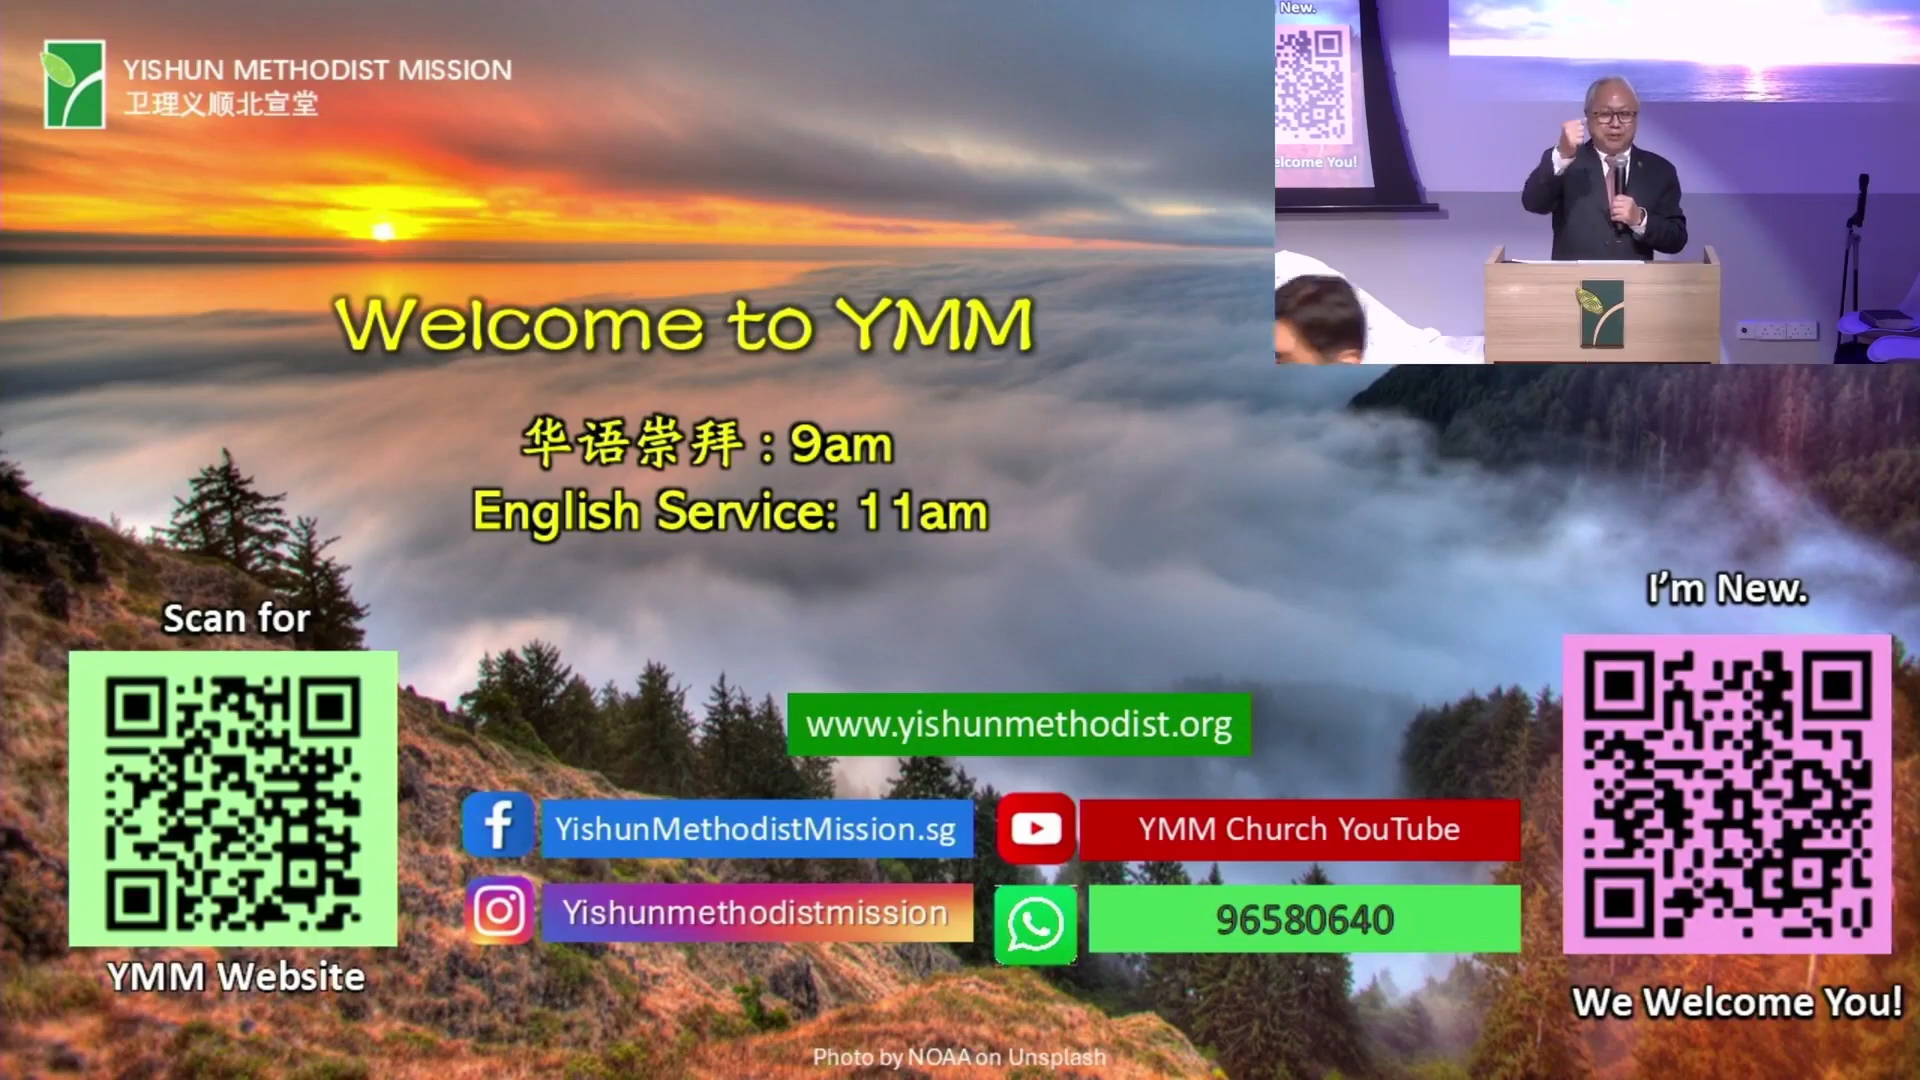 YISHUN METHODIST MISSION
卫理义顺北宣堂
New.
elcome You!
Welcome to YMM
华语崇拜 : 9am
English Service: 11am
Scan for
YMM Website
www.yishunmethodist.org
YishunMethodistMission.sg
YMM Church YouTube
Yishunmethodistmission
96580640
I'm New.
We Welcome You!
Photo by NOAA on Unsplash